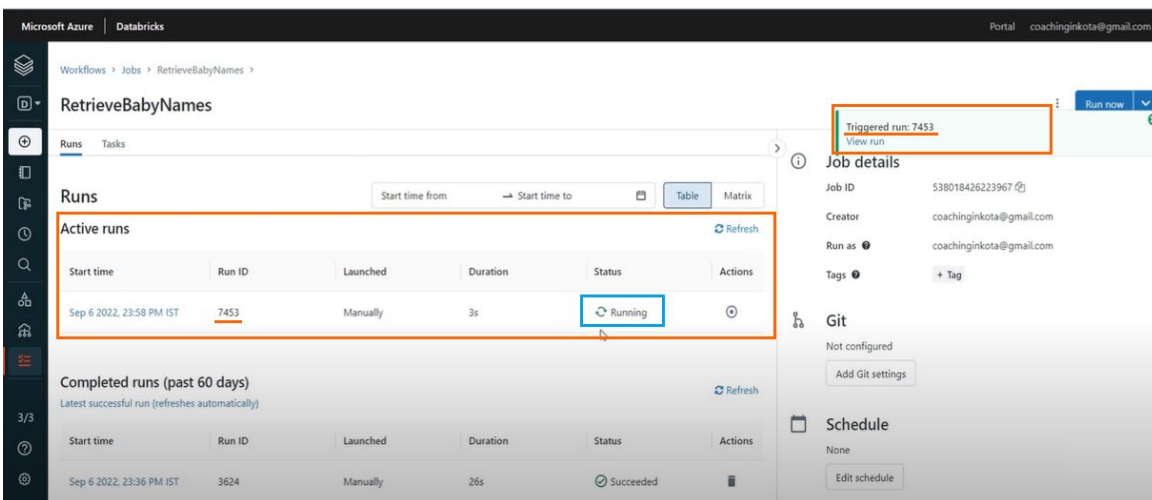 Microsoft Azure Databricks Portal coachinginkota@gmail.com
Workflows > Jobs > RetrieveBabyNames >
RetrieveBabyNames
Run now
Triggered run: 7453
View run
Runs Tasks
Runs
Start time from → Start time to
Table Matrix
Active runs
Refresh
Start time Run ID Launched Duration Status Actions
Sep 6 2022, 23:58 PM IST 7453 Manually 3s Running
Completed runs (past 60 days)
Refresh
Latest successful run (refreshes automatically)
Start time Run ID Launched Duration Status Actions
Sep 6 2022, 23:36 PM IST 3624 Manually 26s Succeeded
Job details
Job ID 538018426223967
Creator coachinginkota@gmail.com
Run as coachinginkota@gmail.com
Tags + Tag
Git
Not configured
Add Git settings
Schedule
None
Edit schedule
D
3/3